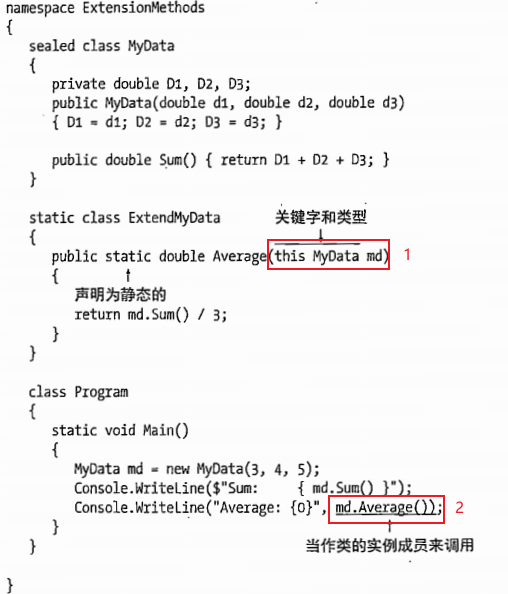 namespace ExtensionMethods
{
sealed class MyData
{
private double D1, D2, D3;
public MyData(double d1, double d2, double d3)
{ D1 = d1; D2 = d2; D3 = d3; }
public double Sum() { return D1 + D2 + D3; }
}
static class ExtendMyData
关键字和类型
{
public static double Average(this MyData md) 1
{
声明为静态的
return md.Sum() / 3;
}
}
class Program
{
static void Main()
{
MyData md = new MyData(3, 4, 5);
Console.WriteLine($"Sum: { md.Sum() }");
Console.WriteLine("Average: {0}", md.Average()); 2
}
当作类的实例成员来调用
}
}